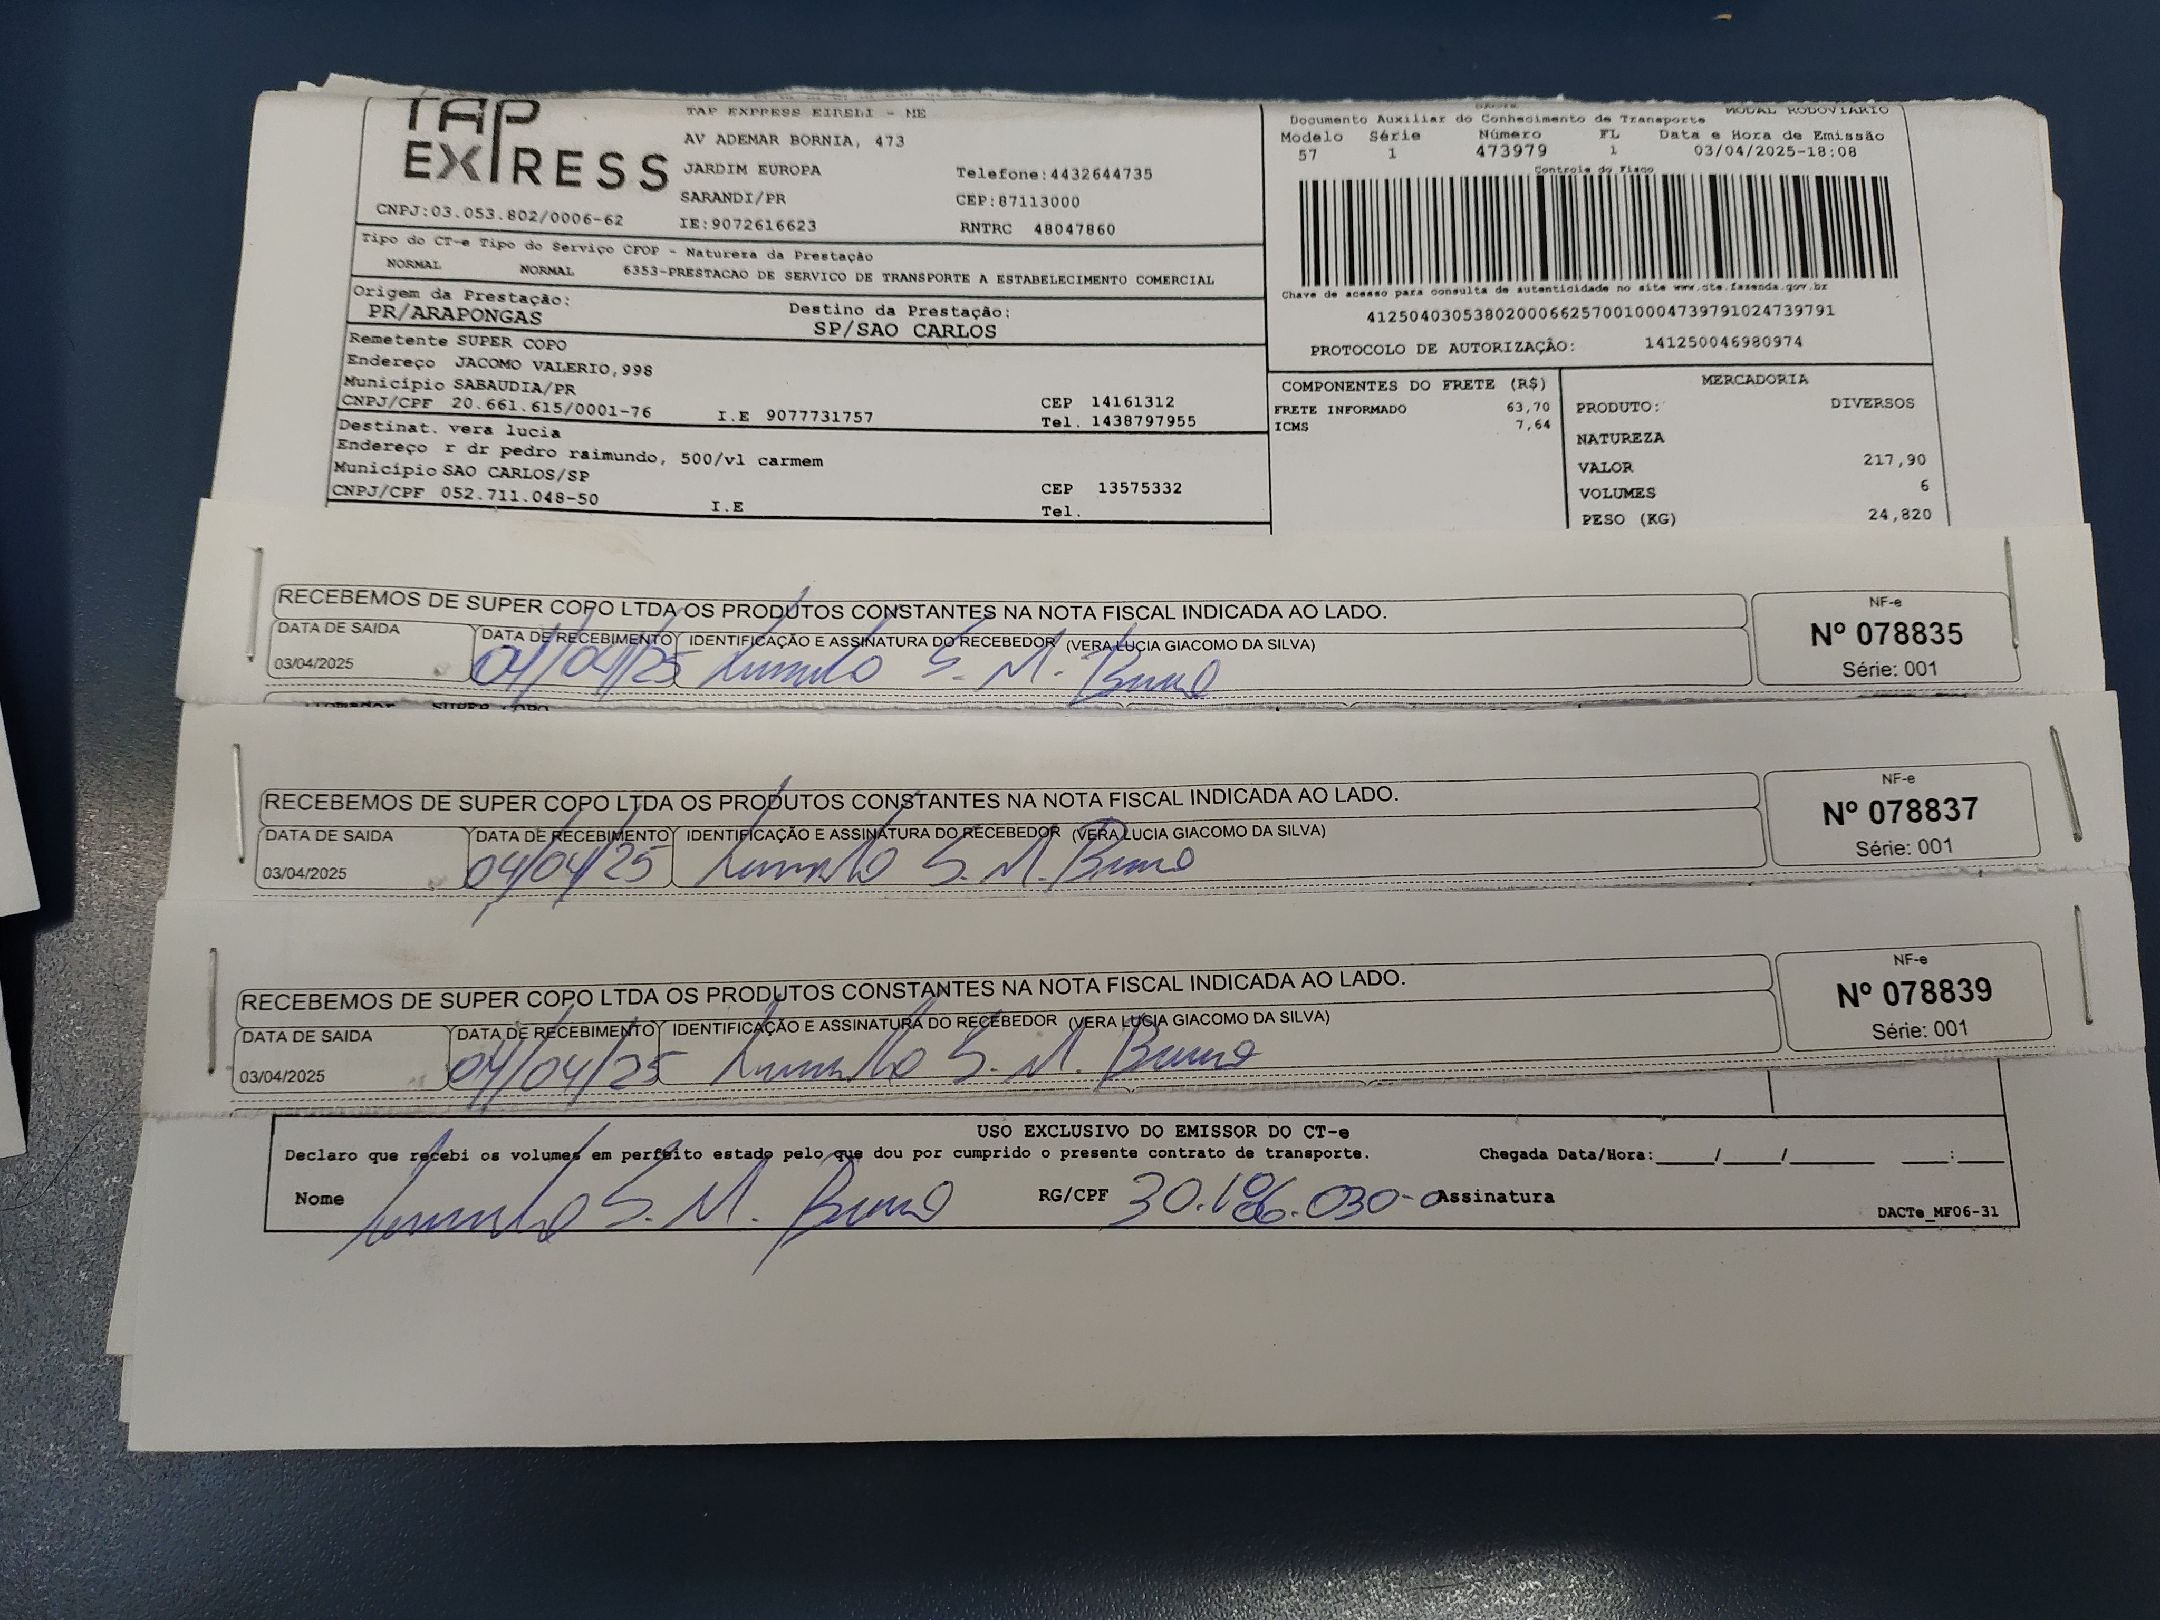 TAP EXPRESS
TAP EXPRESS EIRELI - ME
AV ADEMAR BORNIA, 473
JARDIM EUROPA Telefone:4432644735
SARANDI/PR CEP:87113000
CNPJ:03.053.802/0006-62 IE:9072616623 RNTRC 48047860
Tipo do CT-e Tipo do Serviço CFOP - Natureza da Prestação
NORMAL NORMAL 6353-PRESTACAO DE SERVICO DE TRANSPORTE A ESTABELECIMENTO COMERCIAL
Origem da Prestação: Destino da Prestação:
PR/ARAPONGAS SP/SAO CARLOS
Remetente SUPER COPO
Endereço JACOMO VALERIO,998
Município SABAUDIA/PR CEP 14161312
CNPJ/CPF 20.661.615/0001-76 I.E 9077731757 Tel. 1438797955
Destinat. vera lucia
Endereço r dr pedro raimundo, 500/vl carmem
Município SAO CARLOS/SP CEP 13575332
CNPJ/CPF 052.711.048-50 I.E Tel.
MODAL RODOVIARIO
Documento Auxiliar do Conhecimento de Transporte
Modelo Série Número FL Data e Hora de Emissão
57 1 473979 1 03/04/2025-18:08
Controle do Fisco
Chave de acesso para consulta de autenticidade no site www.cte.fazenda.gov.br
41250403053802000662570010004739791024739791
PROTOCOLO DE AUTORIZAÇÃO: 141250046980974
COMPONENTES DO FRETE (R$)
FRETE INFORMADO 63,70
ICMS 7,64
MERCADORIA
PRODUTO: DIVERSOS
NATUREZA
VALOR 217,90
VOLUMES 6
PESO (KG) 24,820
RECEBEMOS DE SUPER COPO LTDA OS PRODUTOS CONSTANTES NA NOTA FISCAL INDICADA AO LADO.
DATA DE SAIDA DATA DE RECEBIMENTO IDENTIFICAÇÃO E ASSINATURA DO RECEBEDOR (VERA LUCIA GIACOMO DA SILVA)
03/04/2025 04/04/25 S. M.
NF-e
Nº 078835
Série: 001
SUPER COPO
RECEBEMOS DE SUPER COPO LTDA OS PRODUTOS CONSTANTES NA NOTA FISCAL INDICADA AO LADO.
DATA DE SAIDA DATA DE RECEBIMENTO IDENTIFICAÇÃO E ASSINATURA DO RECEBEDOR (VERA LUCIA GIACOMO DA SILVA)
03/04/2025 04/04/25 S. M.
NF-e
Nº 078837
Série: 001
RECEBEMOS DE SUPER COPO LTDA OS PRODUTOS CONSTANTES NA NOTA FISCAL INDICADA AO LADO.
DATA DE SAIDA DATA DE RECEBIMENTO IDENTIFICAÇÃO E ASSINATURA DO RECEBEDOR (VERA LUCIA GIACOMO DA SILVA)
03/04/2025 04/04/25 S. M.
NF-e
Nº 078839
Série: 001
USO EXCLUSIVO DO EMISSOR DO CT-e
Declaro que recebi os volumes em perfeito estado pelo que dou por cumprido o presente contrato de transporte. Chegada Data/Hora:____/____/______ ___:___
Nome S. M. RG/CPF Assinatura
DACTe_MF06-31